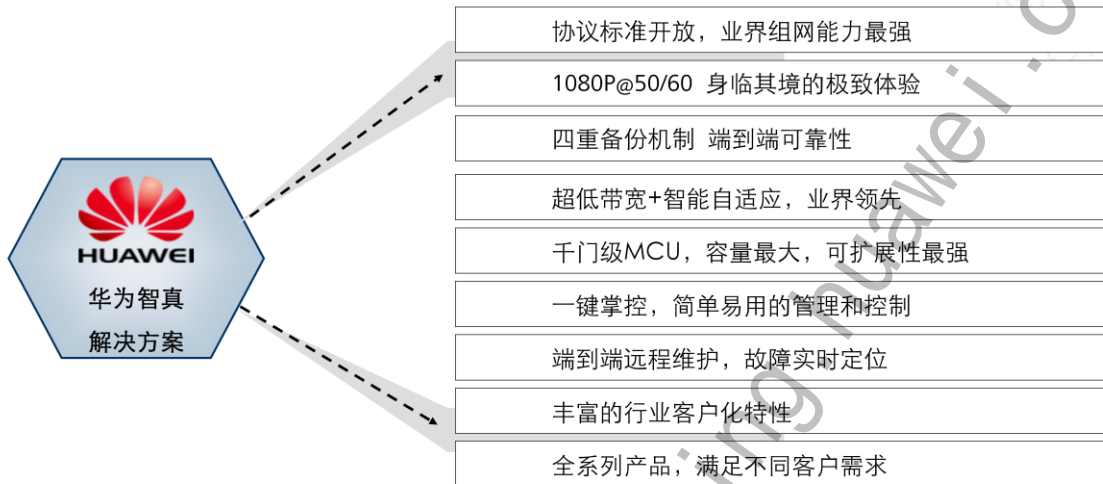 HUAWEI
华为智真
解决方案
协议标准开放，业界组网能力最强
1080P@50/60 身临其境的极致体验
四重备份机制 端到端可靠性
超低带宽+智能自适应，业界领先
千门级MCU，容量最大，可扩展性最强
一键掌控，简单易用的管理和控制
端到端远程维护，故障实时定位
丰富的行业客户化特性
全系列产品，满足不同客户需求
ing.huawei.c